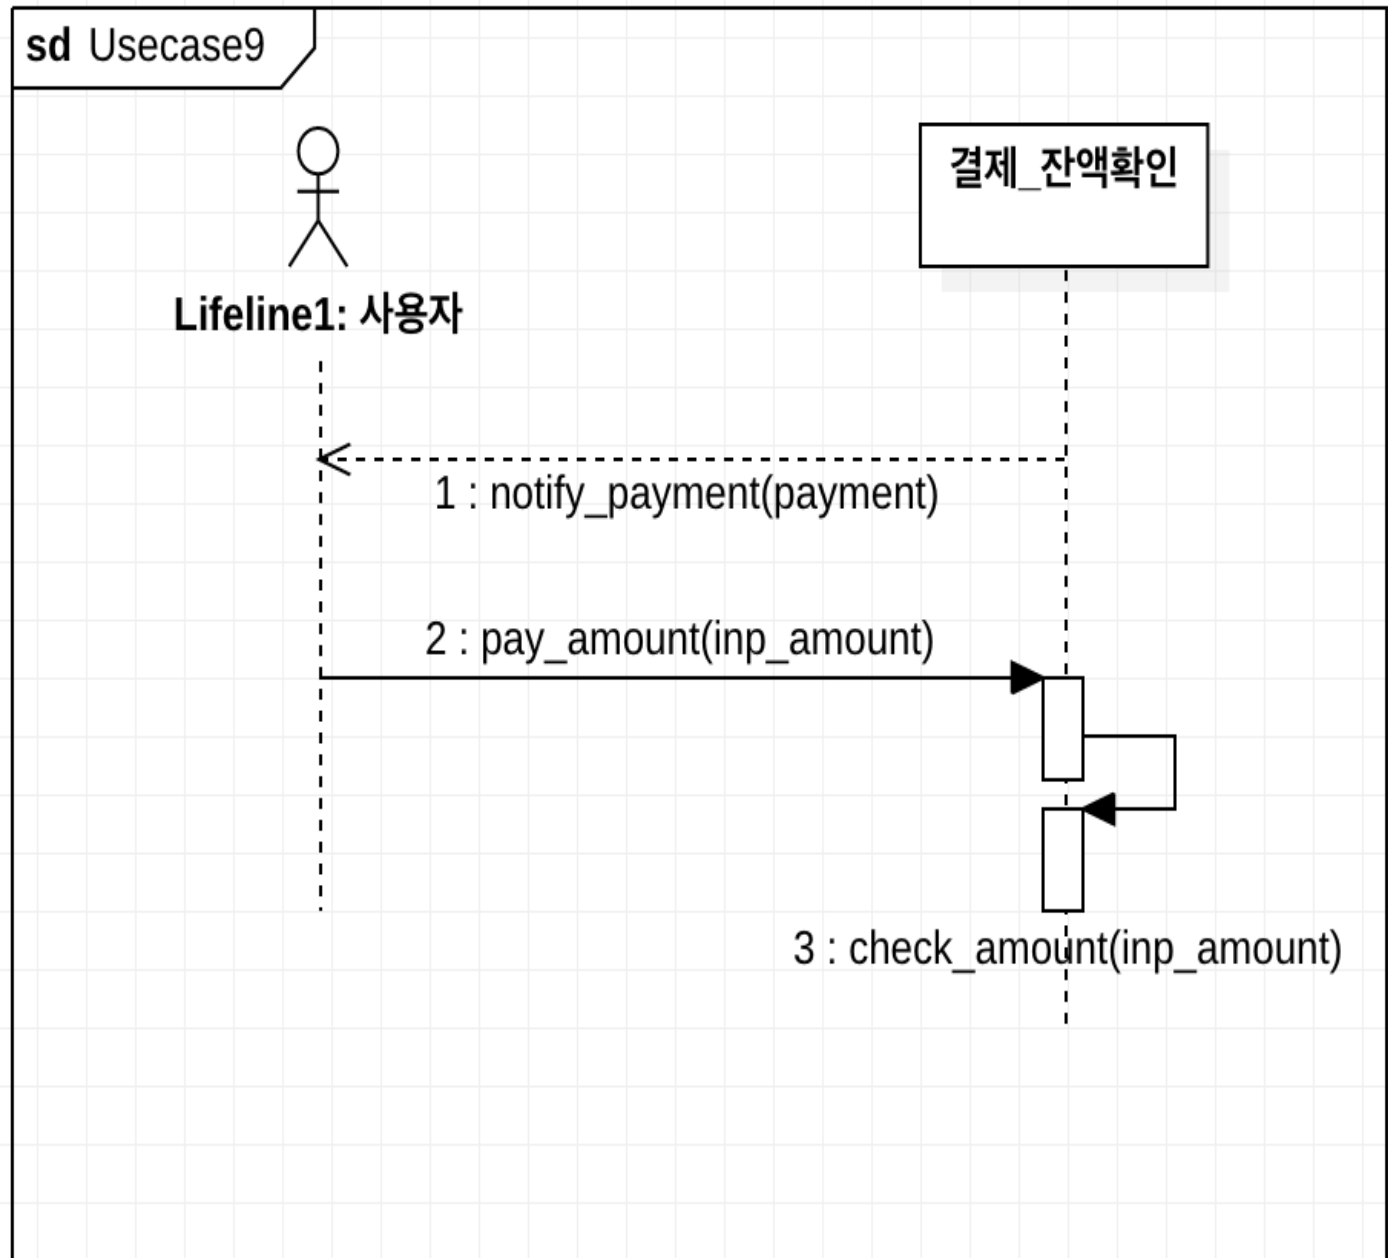 sd Usecase9
결제_잔액확인
Lifeline1: 사용자
1 : notify_payment(payment)
2 : pay_amount(inp_amount)
3 : check_amount(inp_amount)